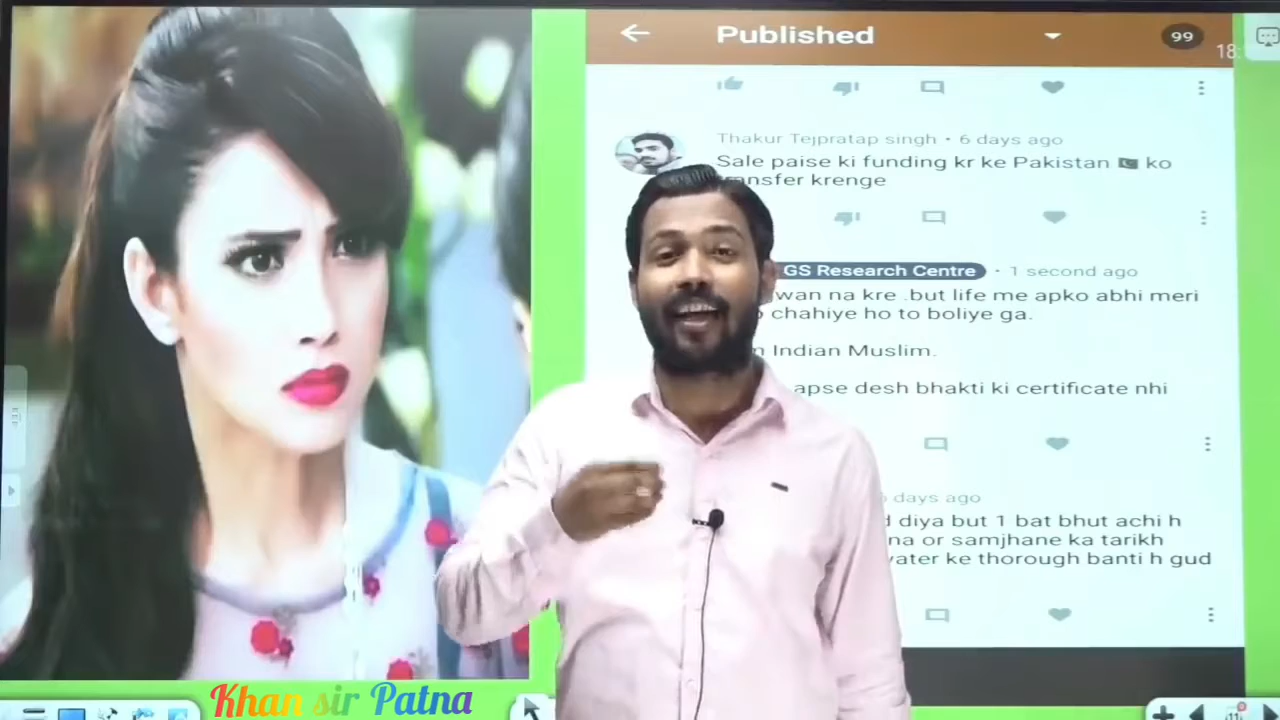 Published
99
18:
Thakur Tejpratap singh • 6 days ago
Sale paise ki funding kr ke Pakistan 🇵🇰 ko
transfer krenge
GS Research Centre • 1 second ago
wan na kre .but life me apko abhi meri
chahiye ho to boliye ga.
Indian Muslim.
apse desh bhakti ki certificate nhi
days ago
diya but 1 bat bhut achi h
na or samjhane ka tarikh
ke thorough banti h gud
Khan sir Patna